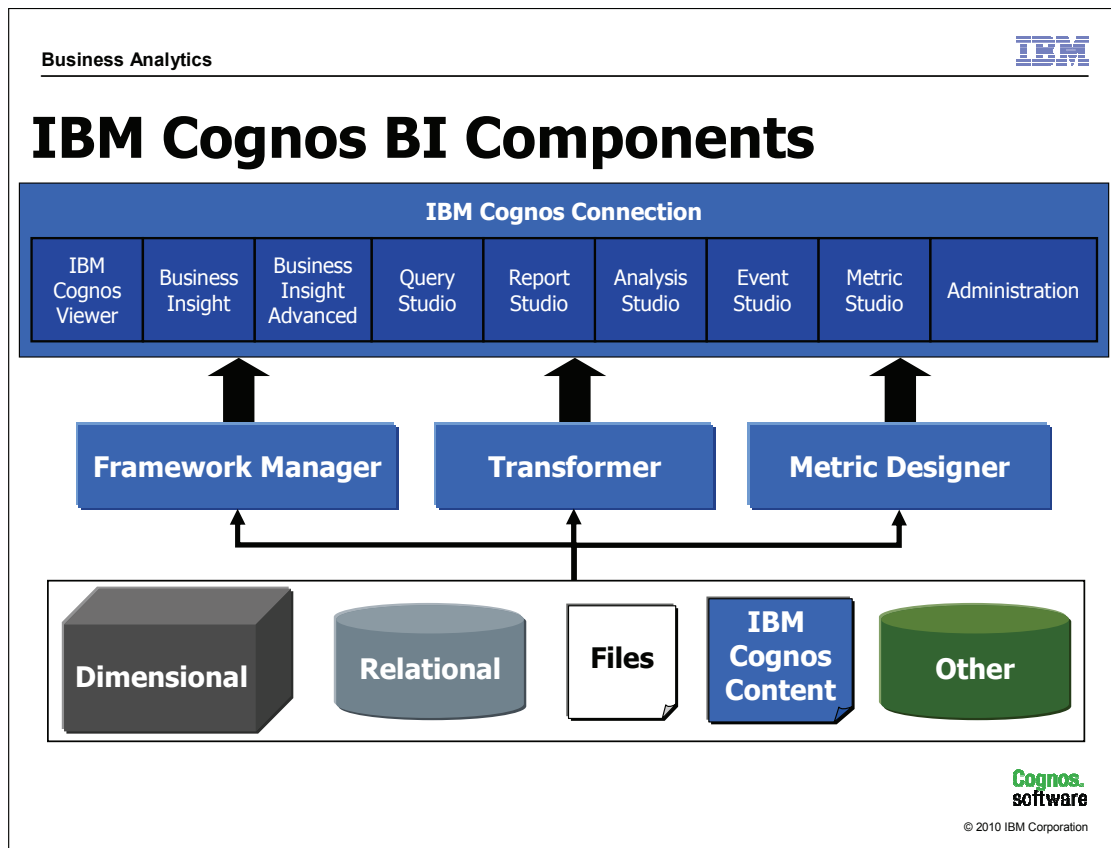 Business Analytics
IBM
IBM Cognos BI Components
IBM Cognos Connection
IBM
Cognos
Viewer
Business
Insight
Business
Insight
Advanced
Query
Studio
Report
Studio
Analysis
Studio
Event
Studio
Metric
Studio
Administration
Framework Manager
Transformer
Metric Designer
Dimensional
Relational
Files
IBM
Cognos
Content
Other
Cognos.
software
© 2010 IBM Corporation